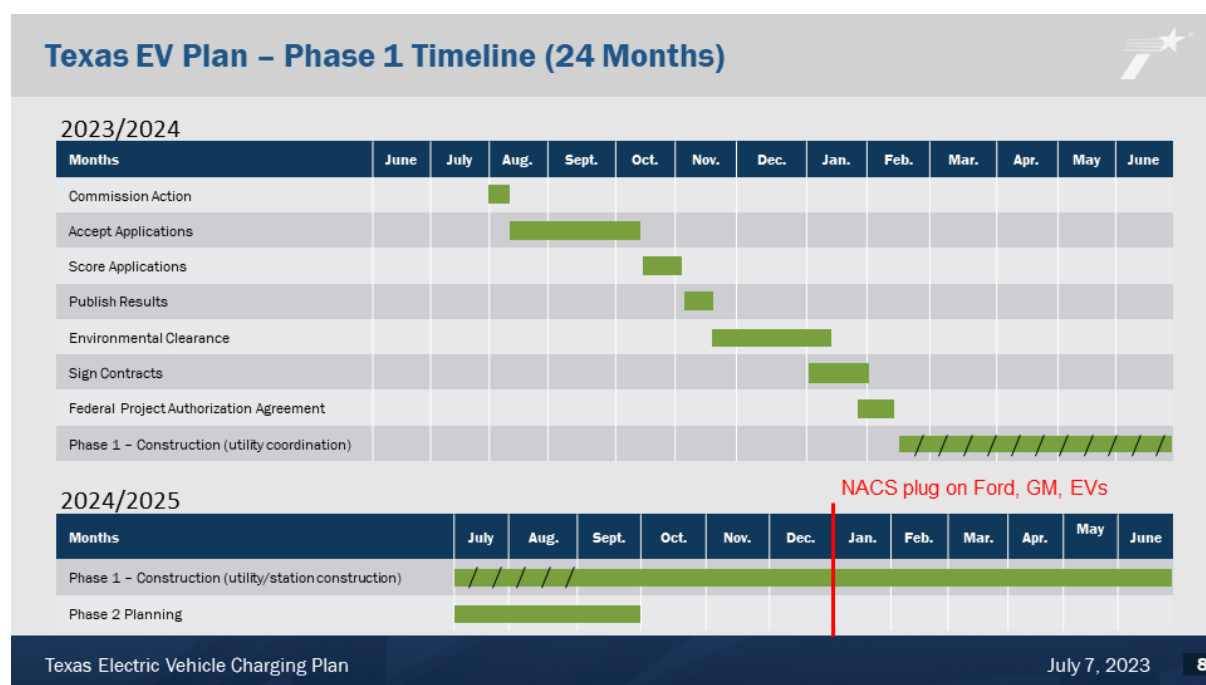 Texas EV Plan – Phase 1 Timeline (24 Months)
2023/2024
Months June July Aug. Sept. Oct. Nov. Dec. Jan. Feb. Mar. Apr. May June
Commission Action
Accept Applications
Score Applications
Publish Results
Environmental Clearance
Sign Contracts
Federal Project Authorization Agreement
Phase 1 – Construction (utility coordination)
NACS plug on Ford, GM, EVs
2024/2025
Months July Aug. Sept. Oct. Nov. Dec. Jan. Feb. Mar. Apr. May June
Phase 1 – Construction (utility/station construction)
Phase 2 Planning
Texas Electric Vehicle Charging Plan July 7, 2023 8